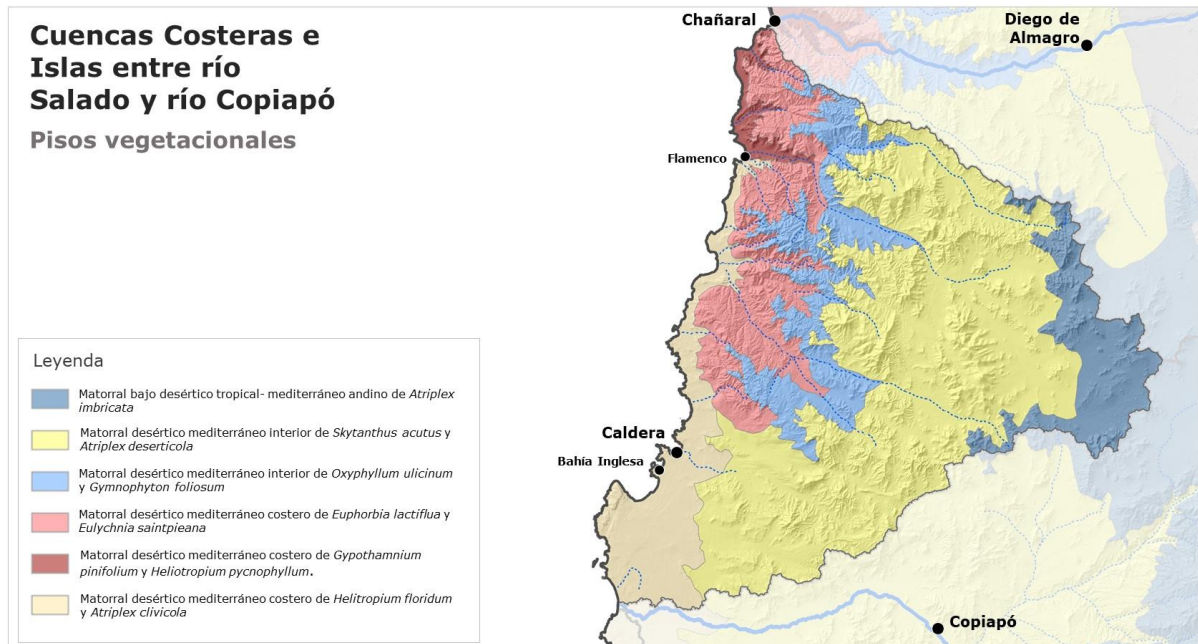 Cuencas Costeras e
Islas entre río
Salado y río Copiapó
Pisos vegetacionales
Chañaral
Diego de
Almagro
Flamenco
Caldera
Bahía Inglesa
Copiapó
Leyenda
Matorral bajo desértico tropical- mediterráneo andino de Atriplex
imbricata
Matorral desértico mediterráneo interior de Skytanthus acutus y
Atriplex deserticola
Matorral desértico mediterráneo interior de Oxyphyllum ulicinum
y Gymnophyton foliosum
Matorral desértico mediterráneo costero de Euphorbia lactiflua y
Eulychnia saintpieana
Matorral desértico mediterráneo costero de Gypothamnium
pinifolium y Heliotropium pycnophyllum.
Matorral desértico mediterráneo costero de Helitropium floridum
y Atriplex clivicola